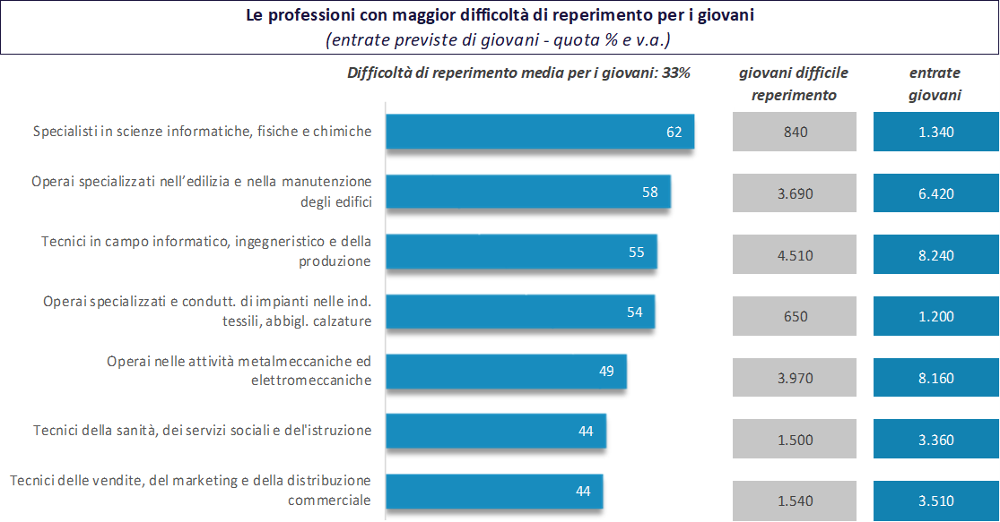 Le professioni con maggior difficoltà di reperimento per i giovani
(entrate previste di giovani - quota % e v.a.)
Difficoltà di reperimento media per i giovani: 33%
giovani difficile
reperimento
entrate
giovani
Specialisti in scienze informatiche, fisiche e chimiche
62
840
1.340
Operai specializzati nell’edilizia e nella manutenzione
degli edifici
58
3.690
6.420
Tecnici in campo informatico, ingegneristico e della
produzione
55
4.510
8.240
Operai specializzati e condutt. di impianti nelle ind.
tessili, abbigl. calzature
54
650
1.200
Operai nelle attività metalmeccaniche ed
elettromeccaniche
49
3.970
8.160
Tecnici della sanità, dei servizi sociali e del'istruzione
44
1.500
3.360
Tecnici delle vendite, del marketing e della distribuzione
commerciale
44
1.540
3.510